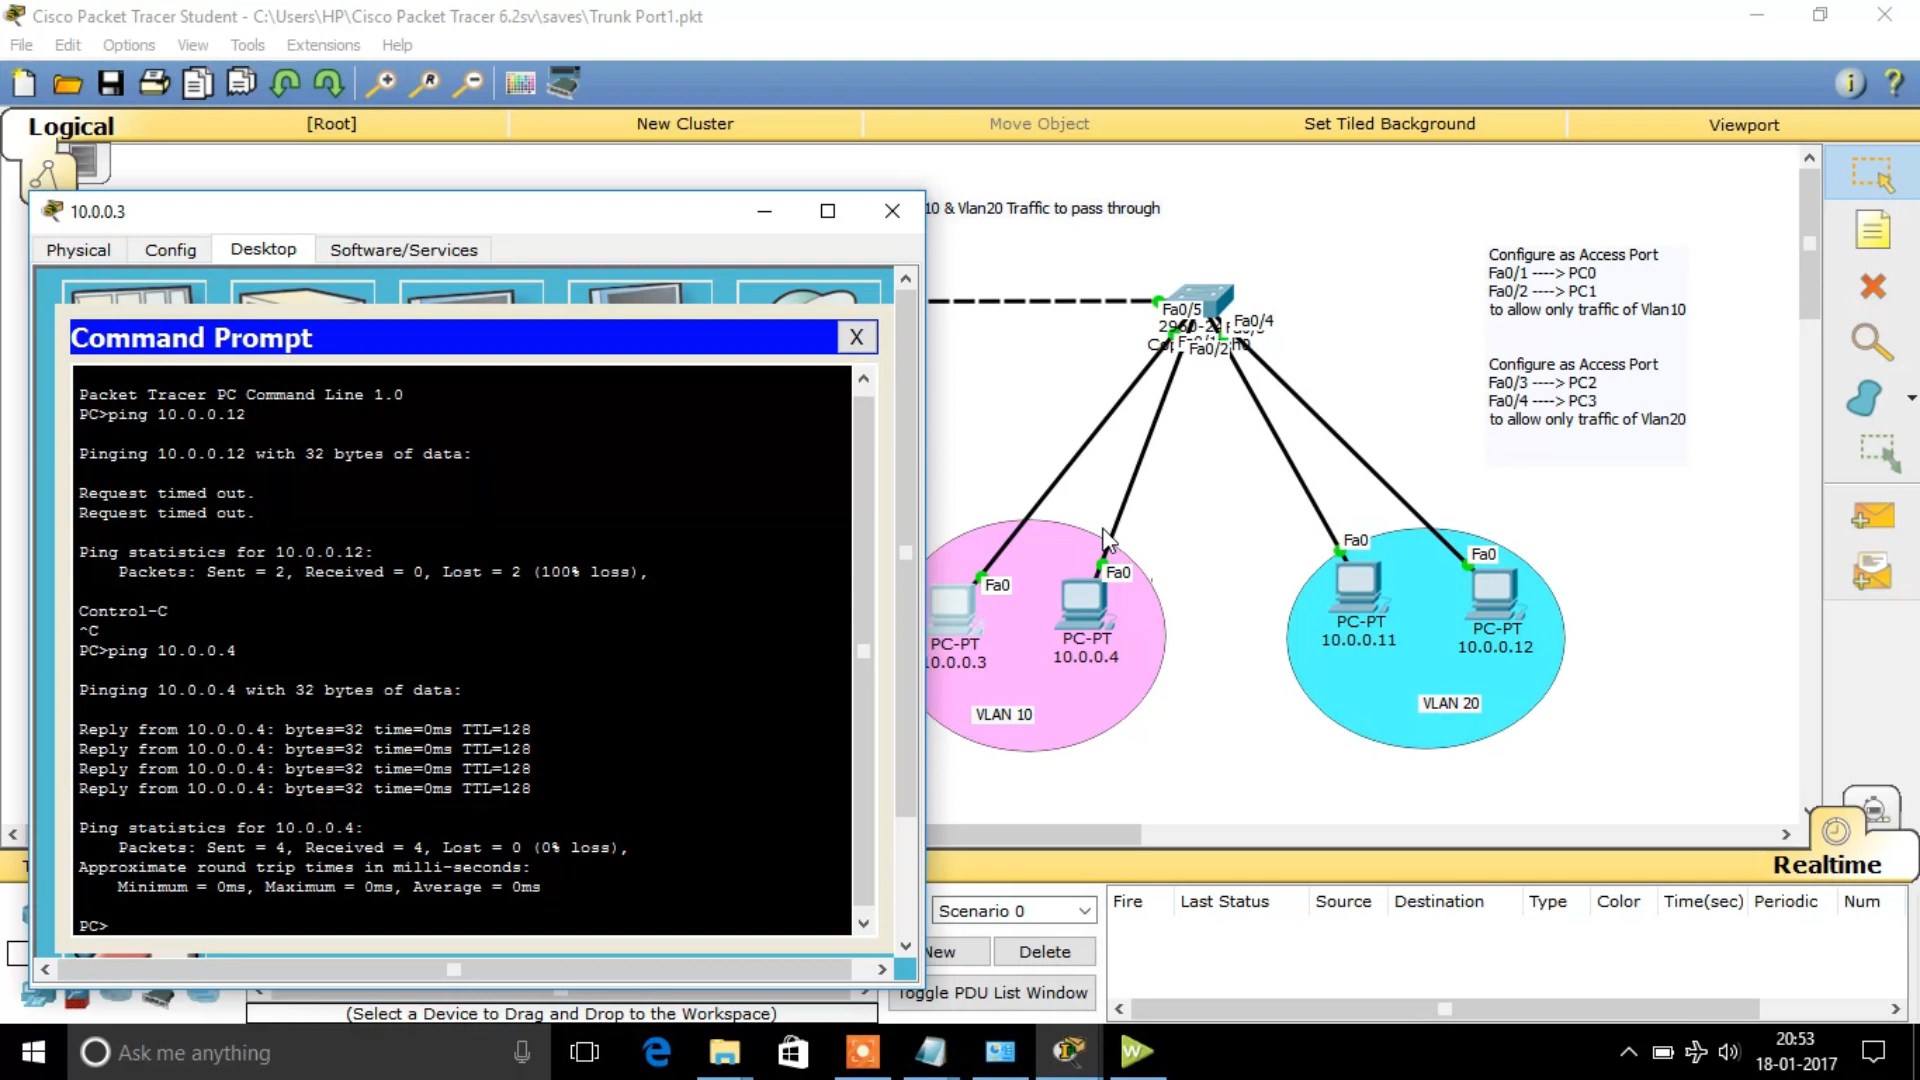 Cisco Packet Tracer Student - C:\Users\HP\Cisco Packet Tracer 6.2sv\saves\Trunk Port1.pkt
File Edit Options View Tools Extensions Help
Logical [Root] New Cluster Move Object Set Tiled Background Viewport
10.0.0.3
Physical Config Desktop Software/Services
Command Prompt X
Packet Tracer PC Command Line 1.0
PC>ping 10.0.0.12
Pinging 10.0.0.12 with 32 bytes of data:
Request timed out.
Request timed out.
Ping statistics for 10.0.0.12:
Packets: Sent = 2, Received = 0, Lost = 2 (100% loss),
Control-C
^C
PC>ping 10.0.0.4
Pinging 10.0.0.4 with 32 bytes of data:
Reply from 10.0.0.4: bytes=32 time=0ms TTL=128
Reply from 10.0.0.4: bytes=32 time=0ms TTL=128
Reply from 10.0.0.4: bytes=32 time=0ms TTL=128
Reply from 10.0.0.4: bytes=32 time=0ms TTL=128
Ping statistics for 10.0.0.4:
Packets: Sent = 4, Received = 4, Lost = 0 (0% loss),
Approximate round trip times in milli-seconds:
Minimum = 0ms, Maximum = 0ms, Average = 0ms
PC>
10 & Vlan20 Traffic to pass through
Fa0/5
Fa0/4
Fa0/2
Configure as Access Port
Fa0/1 ----> PC0
Fa0/2 ----> PC1
to allow only traffic of Vlan10
Configure as Access Port
Fa0/3 ----> PC2
Fa0/4 ----> PC3
to allow only traffic of Vlan20
Fa0
PC-PT
10.0.0.3
Fa0
PC-PT
10.0.0.4
VLAN 10
Fa0
PC-PT
10.0.0.11
Fa0
PC-PT
10.0.0.12
VLAN 20
Realtime
Scenario 0
New Delete
Toggle PDU List Window
Fire Last Status Source Destination Type Color Time(sec) Periodic Num
(Select a Device to Drag and Drop to the Workspace)
Ask me anything
20:53
18-01-2017